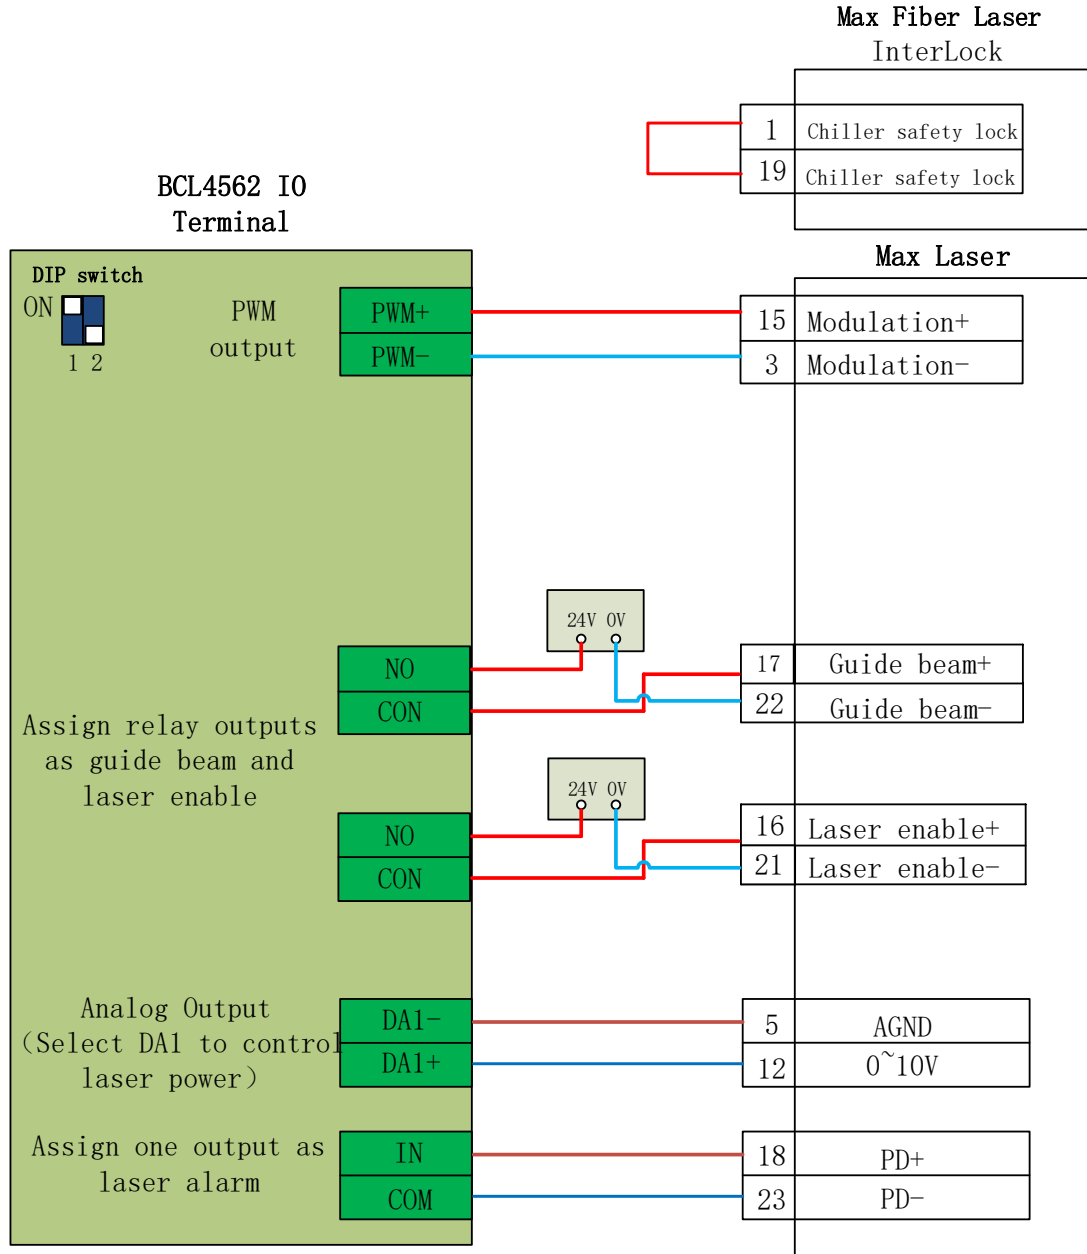 Max Fiber Laser
InterLock
1 Chiller safety lock
19 Chiller safety lock
BCL4562 IO
Terminal
DIP switch
ON
1 2
PWM
output
PWM+
PWM-
Max Laser
15 Modulation+
3 Modulation-
24V 0V
NO
CON
17 Guide beam+
22 Guide beam-
Assign relay outputs
as guide beam and
laser enable
24V 0V
NO
CON
16 Laser enable+
21 Laser enable-
Analog Output
(Select DA1 to control
laser power)
DA1-
DA1+
5 AGND
12 0~10V
Assign one output as
laser alarm
IN
COM
18 PD+
23 PD-